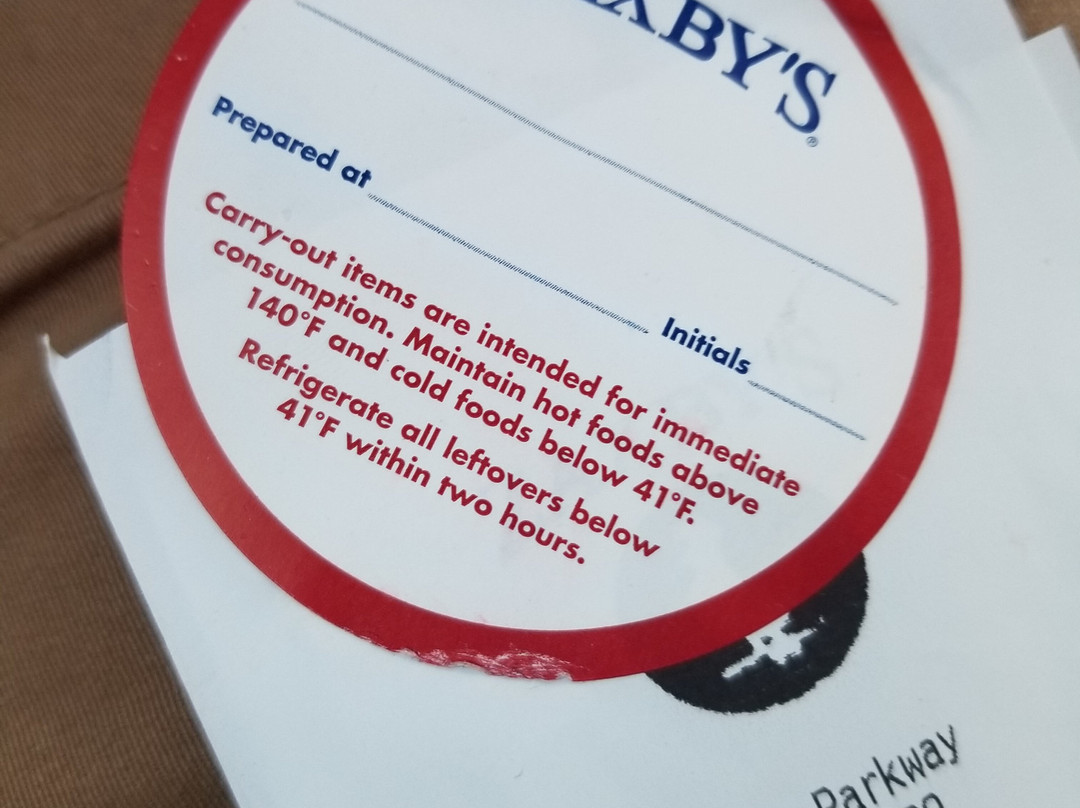 Prepared at
Initials
Carry-out items are intended for immediate
consumption. Maintain hot foods above
140°F and cold foods below 41°F.
Refrigerate all leftovers below
41°F within two hours.
Parkway